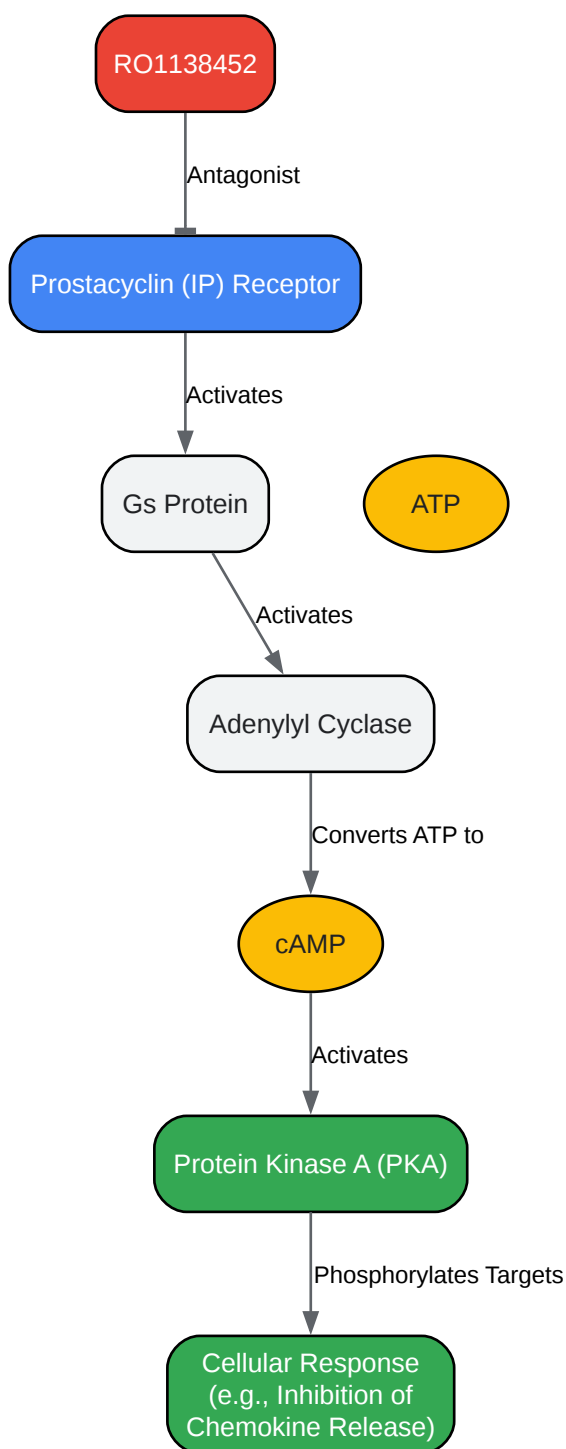 RO1138452
Antagonist
Prostacyclin (IP) Receptor
Activates
Gs Protein
ATP
Activates
Adenylyl Cyclase
Converts ATP to
cAMP
Activates
Protein Kinase A (PKA)
Phosphorylates Targets
Cellular Response
(e.g., Inhibition of
Chemokine Release)